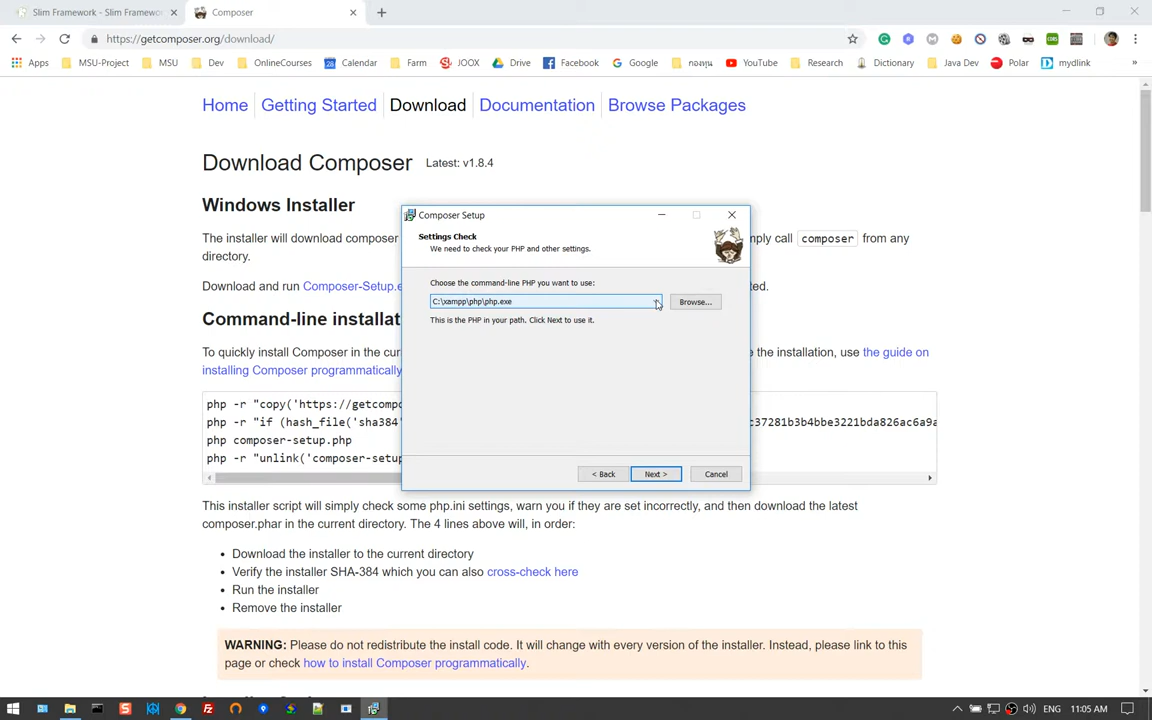 Slim Framework - Slim Framewo
Composer
https://getcomposer.org/download/
Apps
MSU-Project
MSU
Dev
OnlineCourses
28
Calendar
Farm
JOOX
Drive
Facebook
Google
กองทุน
YouTube
Research
Dictionary
Java Dev
Polar
mydlink
Home
Getting Started
Download
Documentation
Browse Packages
Download Composer
Latest: v1.8.4
Windows Installer
The installer will download compose
mply call composer from any
directory.
Download and run Composer-Setup.e
ed.
Command-line installat
To quickly install Composer in the cur
e the installation, use the guide on
installing Composer programmatically
php -r "copy('https://getcompo
php -r "if (hash_file('sha384'
c37281b3b4bbe3221bda826ac6a9a
php composer-setup.php
php -r "unlink('composer-setu
Composer Setup
Settings Check
We need to check your PHP and other settings.
Choose the command-line PHP you want to use:
C:\xampp\php\php.exe
Browse...
This is the PHP in your path. Click Next to use it.
< Back
Next >
Cancel
This installer script will simply check some php.ini settings, warn you if they are set incorrectly, and then download the latest
composer.phar in the current directory. The 4 lines above will, in order:
• Download the installer to the current directory
• Verify the installer SHA-384 which you can also cross-check here
• Run the installer
• Remove the installer
WARNING: Please do not redistribute the install code. It will change with every version of the installer. Instead, please link to this
page or check how to install Composer programmatically.
ENG
11:05 AM